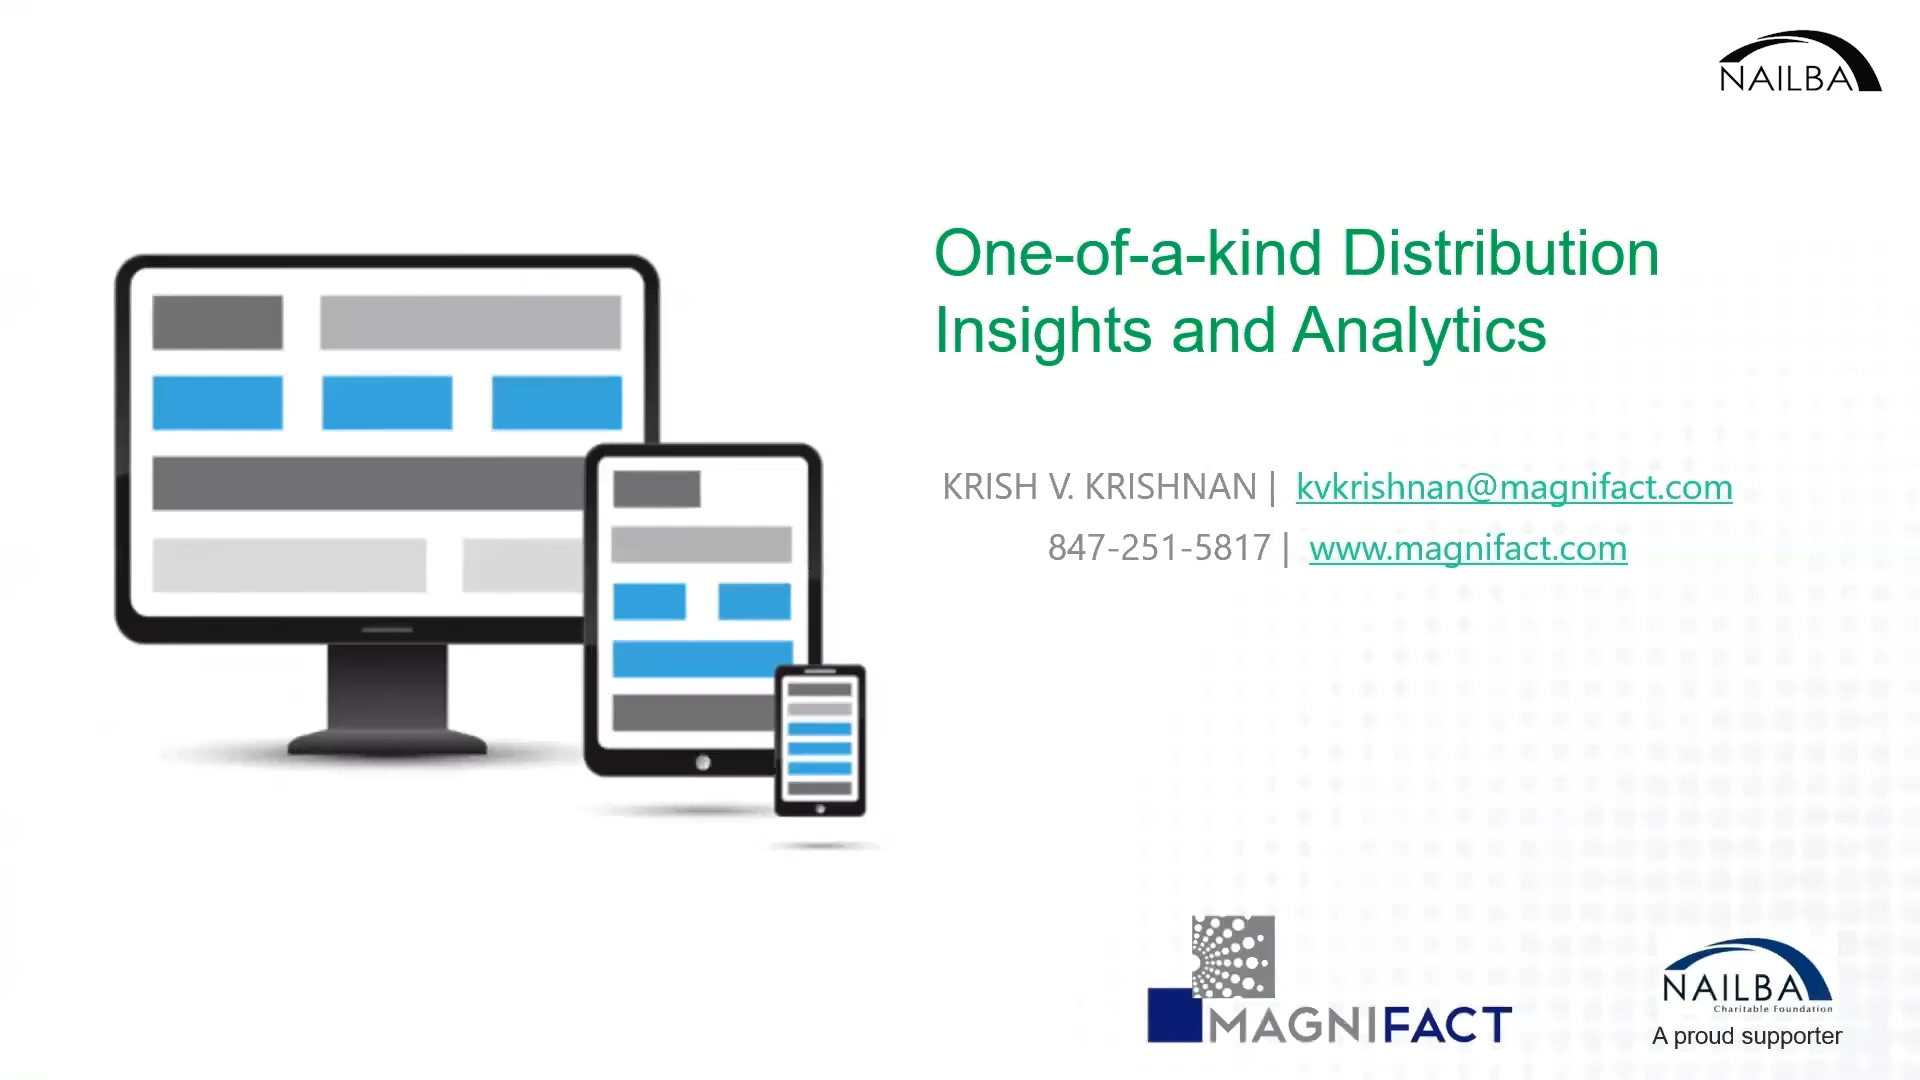 NAILBA
One-of-a-kind Distribution
Insights and Analytics
KRISH V. KRISHNAN | kvkrishnan@magnifact.com
847-251-5817 | www.magnifact.com
MAGNIFACT
NAILBA
Charitable Foundation
A proud supporter